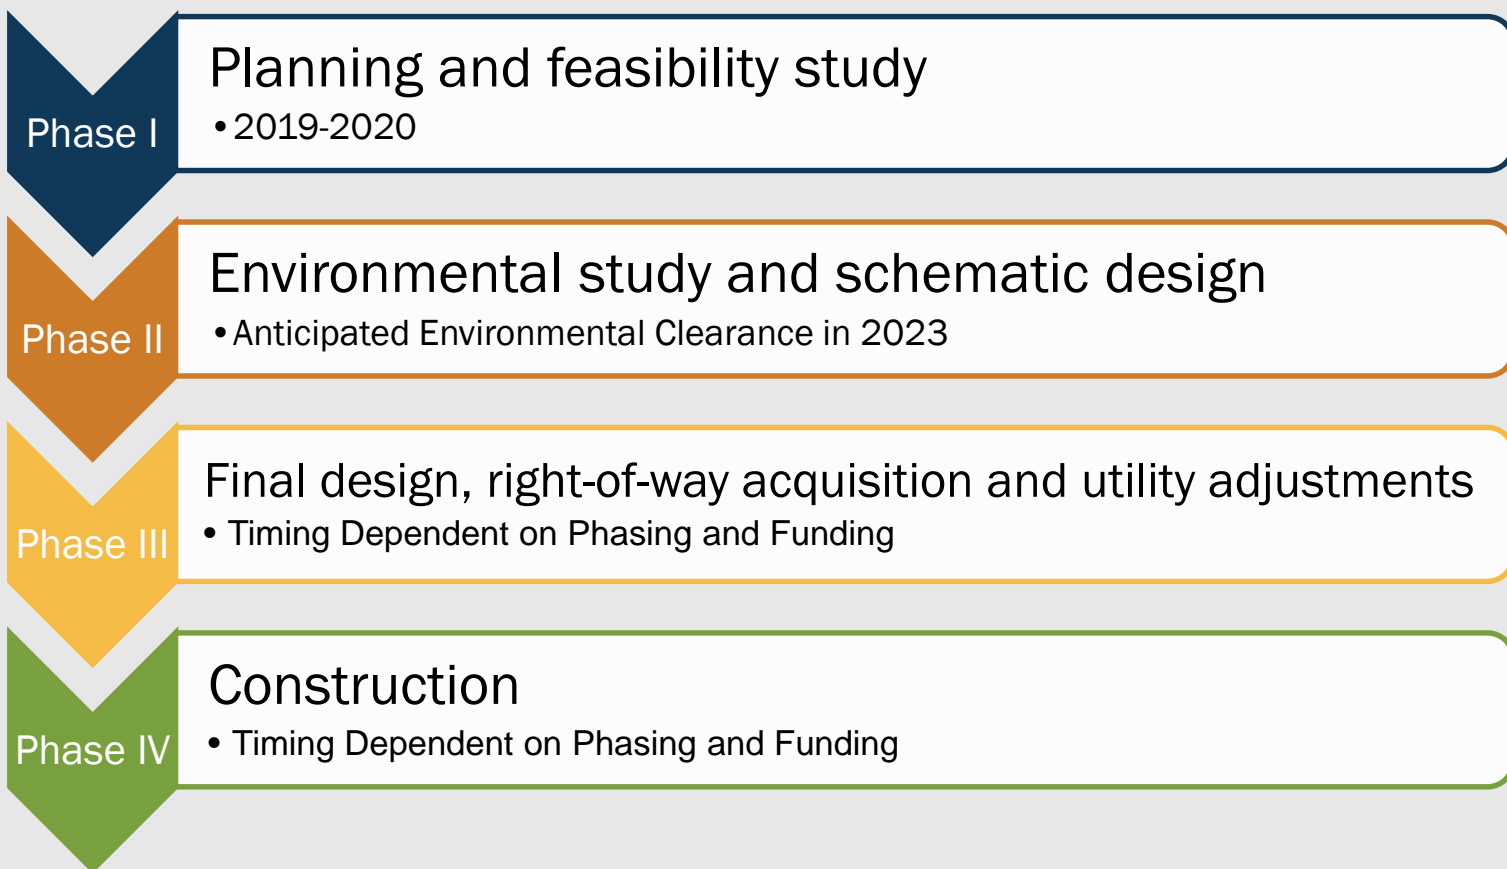 Phase I
Planning and feasibility study
•2019-2020
Phase II
Environmental study and schematic design
•Anticipated Environmental Clearance in 2023
Phase III
Final design, right-of-way acquisition and utility adjustments
• Timing Dependent on Phasing and Funding
Phase IV
Construction
• Timing Dependent on Phasing and Funding